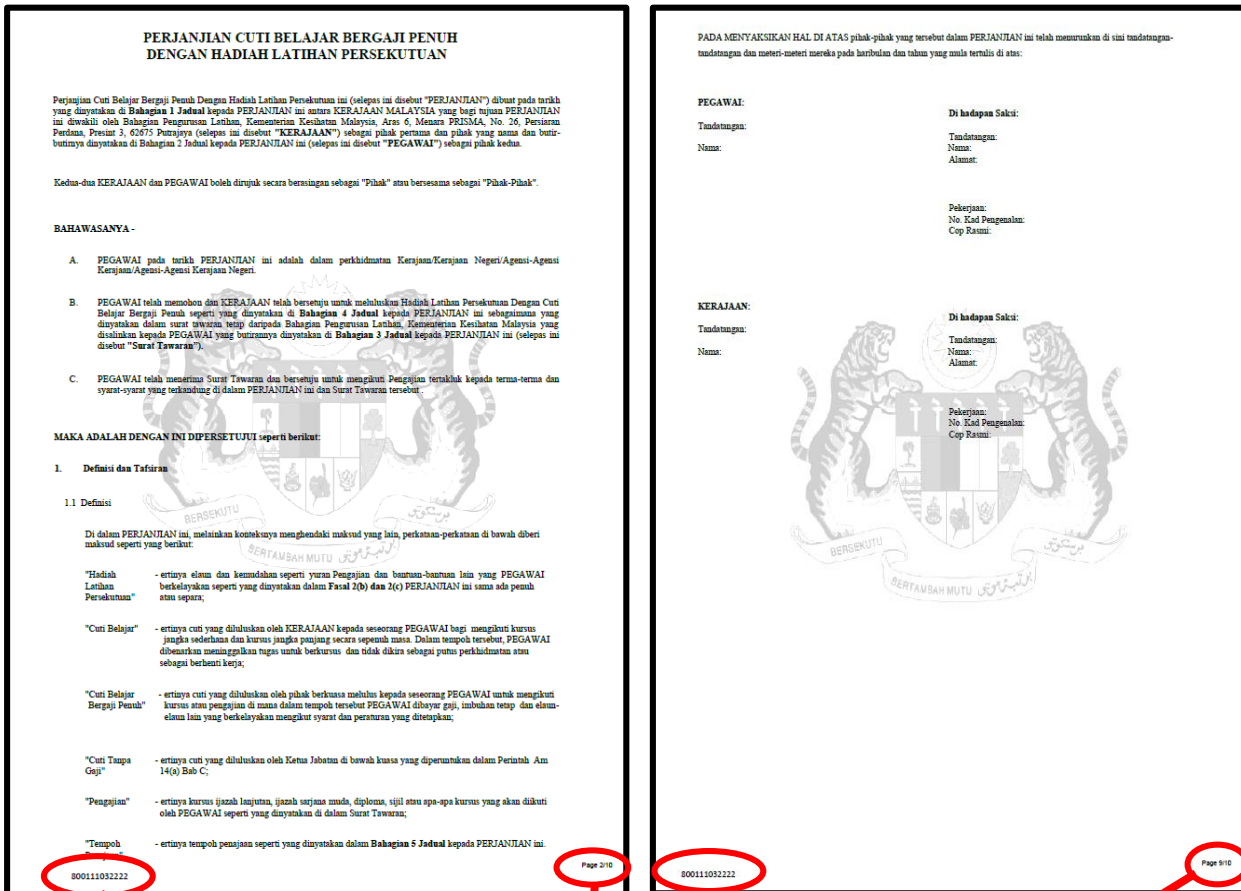 PERJANJIAN CUTI BELAJAR BERGAJI PENUH
DENGAN HADIAH LATIHAN PERSEKUTUAN
Perjanjian Cuti Belajar Bergaji Penuh Dengan Hadiah Latihan Persekutuan ini (selepas ini disebut "PERJANJIAN") dibuat pada tarikh
yang dinyatakan di Bahagian 1 Jadual kepada PERJANJIAN ini antara KERAJAAN MALAYSIA yang bagi tujuan PERJANJIAN
ini diwakili oleh Bahagian Pengurusan Latihan, Kementerian Kesihatan Malaysia, Aras 6, Menara PRISMA, No. 26, Persiaran
Perdana, Presint 3, 62675 Putrajaya (selepas ini disebut "KERAJAAN") sebagai pihak pertama dan pihak yang nama dan butir-
butirnya dinyatakan di Bahagian 2 Jadual kepada PERJANJIAN ini (selepas ini disebut "PEGAWAI") sebagai pihak kedua.
Kedua-dua KERAJAAN dan PEGAWAI boleh dirujuk secara berasingan sebagai "Pihak" atau bersesama sebagai "Pihak-Pihak".
BAHAWASANYA -
A. PEGAWAI pada tarikh PERJANJIAN ini adalah dalam perkhidmatan Kerajaan/Kerajaan Negeri/Agensi-Agensi
Kerajaan/Agensi-Agensi Kerajaan Negeri.
B. PEGAWAI telah memohon dan KERAJAAN telah bersetuju untuk meluluskan Hadiah Latihan Persekutuan Dengan Cuti
Belajar Bergaji Penuh seperti yang dinyatakan di Bahagian 4 Jadual kepada PERJANJIAN ini sebagaimana yang
dinyatakan dalam surat tawaran tetap daripada Bahagian Pengurusan Latihan, Kementerian Kesihatan Malaysia yang
disalinkan kepada PEGAWAI yang butirannya dinyatakan di Bahagian 3 Jadual kepada PERJANJIAN ini (selepas ini
disebut "Surat Tawaran").
C. PEGAWAI telah menerima Surat Tawaran dan bersetuju untuk mengikuti Pengajian tertakluk kepada terma-terma dan
syarat-syarat yang terkandung di dalam PERJANJIAN ini dan Surat Tawaran tersebut .
MAKA ADALAH DENGAN INI DIPERSETUJUI seperti berikut:
1. Definisi dan Tafsiran
1.1 Definisi
Di dalam PERJANJIAN ini, melainkan konteksnya menghendaki maksud yang lain, perkataan-perkataan di bawah diberi
maksud seperti yang berikut:
"Hadiah - ertinya elaun dan kemudahan seperti yuran Pengajian dan bantuan-bantuan lain yang PEGAWAI
Latihan berkelayakan seperti yang dinyatakan dalam Fasal 2(b) dan 2(c) PERJANJIAN ini sama ada penuh
Persekutuan" atau separa;
"Cuti Belajar" - ertinya cuti yang diluluskan oleh KERAJAAN kepada seseorang PEGAWAI bagi mengikuti kursus
jangka sederhana dan kursus jangka panjang secara sepenuh masa. Dalam tempoh tersebut, PEGAWAI
dibenarkan meninggalkan tugas untuk berkursus dan tidak dikira sebagai putus perkhidmatan atau
sebagai berhenti kerja;
"Cuti Belajar - ertinya cuti yang diluluskan oleh pihak berkuasa melulus kepada seseorang PEGAWAI untuk mengikuti
Bergaji Penuh" kursus atau pengajian di mana dalam tempoh tersebut PEGAWAI dibayar gaji, imbuhan tetap dan elaun-
elaun lain yang berkelayakan mengikut syarat dan peraturan yang ditetapkan;
"Cuti Tanpa - ertinya cuti yang diluluskan oleh Ketua Jabatan di bawah kuasa yang diperuntukan dalam Perintah Am
Gaji" 14(a) Bab C;
"Pengajian" - ertinya kursus ijazah lanjutan, ijazah sarjana muda, diploma, sijil atau apa-apa kursus yang akan diikuti
oleh PEGAWAI seperti yang dinyatakan di dalam Surat Tawaran;
"Tempoh - ertinya tempoh penajaan seperti yang dinyatakan dalam Bahagian 5 Jadual kepada PERJANJIAN ini.
800111032222
Page 2/10
BERSEKUTU
BERTAMBAH MUTU
PADA MENYAKSIKAN HAL DI ATAS pihak-pihak yang tersebut dalam PERJANJIAN ini telah menurunkan di sini tandatangan-
tandatangan dan meteri-meteri mereka pada haribulan dan tahun yang mula tertulis di atas:
PEGAWAI:
Tandatangan:
Nama:
Di hadapan Saksi:
Tandatangan:
Nama:
Alamat:
Pekerjaan:
No. Kad Pengenalan:
Cop Rasmi:
KERAJAAN:
Tandatangan:
Nama:
Di hadapan Saksi:
Tandatangan:
Nama:
Alamat:
Pekerjaan:
No. Kad Pengenalan:
Cop Rasmi:
BERSEKUTU
BERTAMBAH MUTU
800111032222
Page 9/10